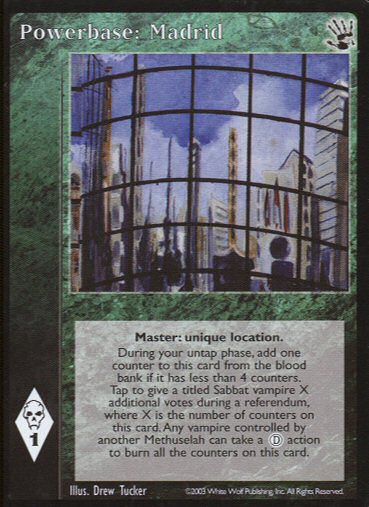 Powerbase: Madrid
Master: unique location.
During your untap phase, add one
counter to this card from the blood
bank if it has less than 4 counters.
Tap to give a titled Sabbat vampire X
additional votes during a referendum,
where X is the number of counters on
this card. Any vampire controlled by
another Methuselah can take a Ⓓ action
to burn all the counters on this card.
1
Illus. Drew Tucker
©2003 White Wolf Publishing, Inc. All Rights Reserved.